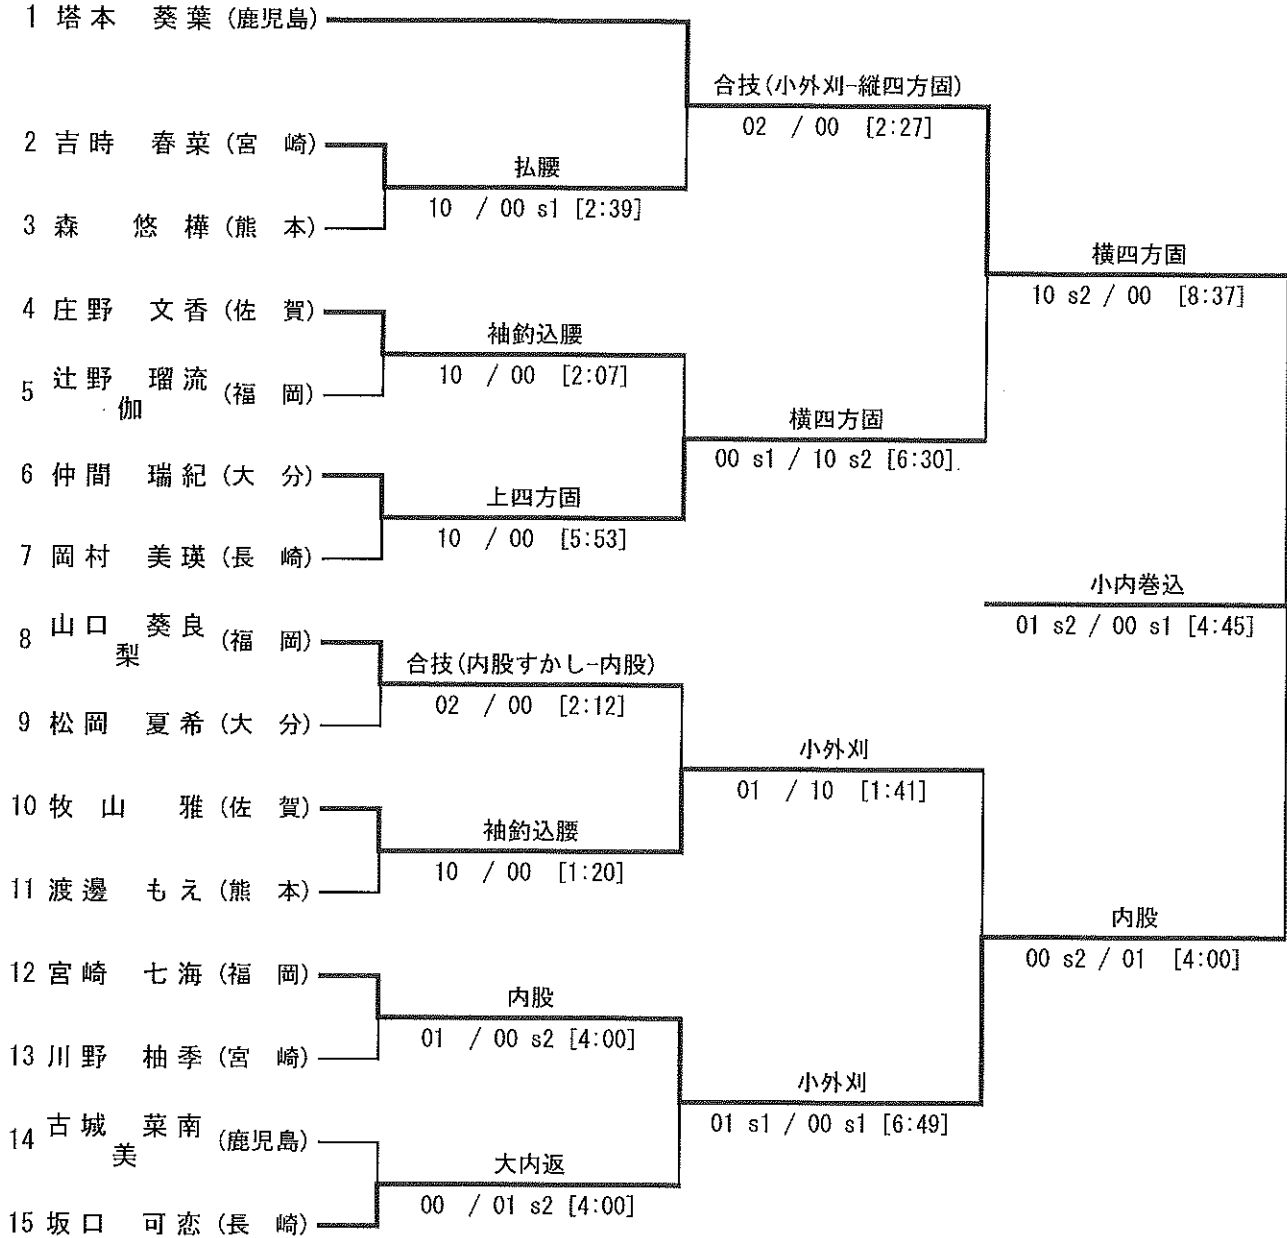 1 塔本 葵葉 (鹿児島)
合技(小外刈-縦四方固)
02 / 00 [2:27]
2 吉時 春菜 (宮崎)
払腰
10 / 00 s1 [2:39]
3 森 悠樺 (熊本)
横四方固
10 s2 / 00 [8:37]
4 庄野 文香 (佐賀)
袖釣込腰
10 / 00 [2:07]
5 辻野 瑠流伽 (福岡)
横四方固
00 s1 / 10 s2 [6:30]
6 仲間 瑞紀 (大分)
上四方固
10 / 00 [5:53]
7 岡村 美瑛 (長崎)
小内巻込
01 s2 / 00 s1 [4:45]
8 山口 葵良梨 (福岡)
合技(内股すかし-内股)
02 / 00 [2:12]
9 松岡 夏希 (大分)
小外刈
01 / 10 [1:41]
10 牧山 雅 (佐賀)
袖釣込腰
10 / 00 [1:20]
11 渡邊 もえ (熊本)
内股
00 s2 / 01 [4:00]
12 宮崎 七海 (福岡)
内股
01 / 00 s2 [4:00]
13 川野 柚季 (宮崎)
小外刈
01 s1 / 00 s1 [6:49]
14 古城 菜南美 (鹿児島)
大内返
00 / 01 s2 [4:00]
15 坂口 可恋 (長崎)